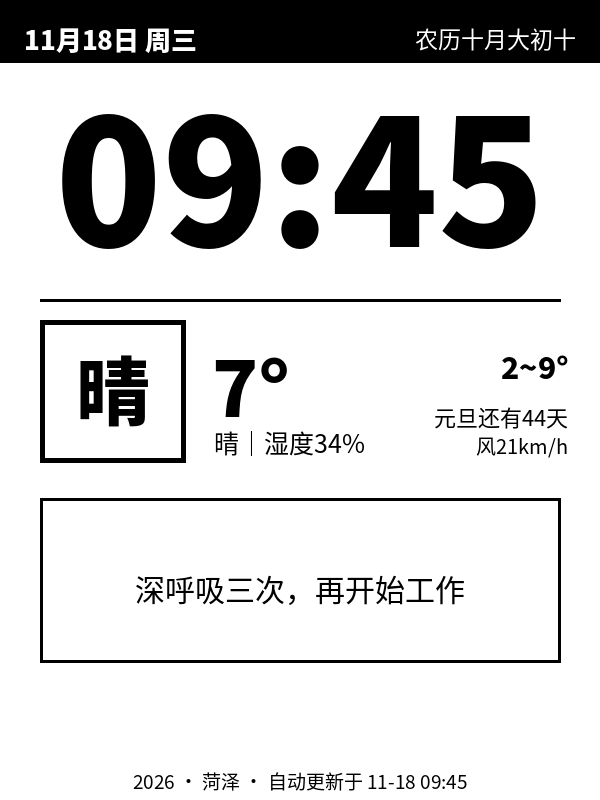 11月18日 周三
农历十月大初十
09:45
晴
7°
晴｜湿度34%
2~9°
元旦还有44天
风21km/h
深呼吸三次，再开始工作
2026 · 菏泽 · 自动更新于 11-18 09:45